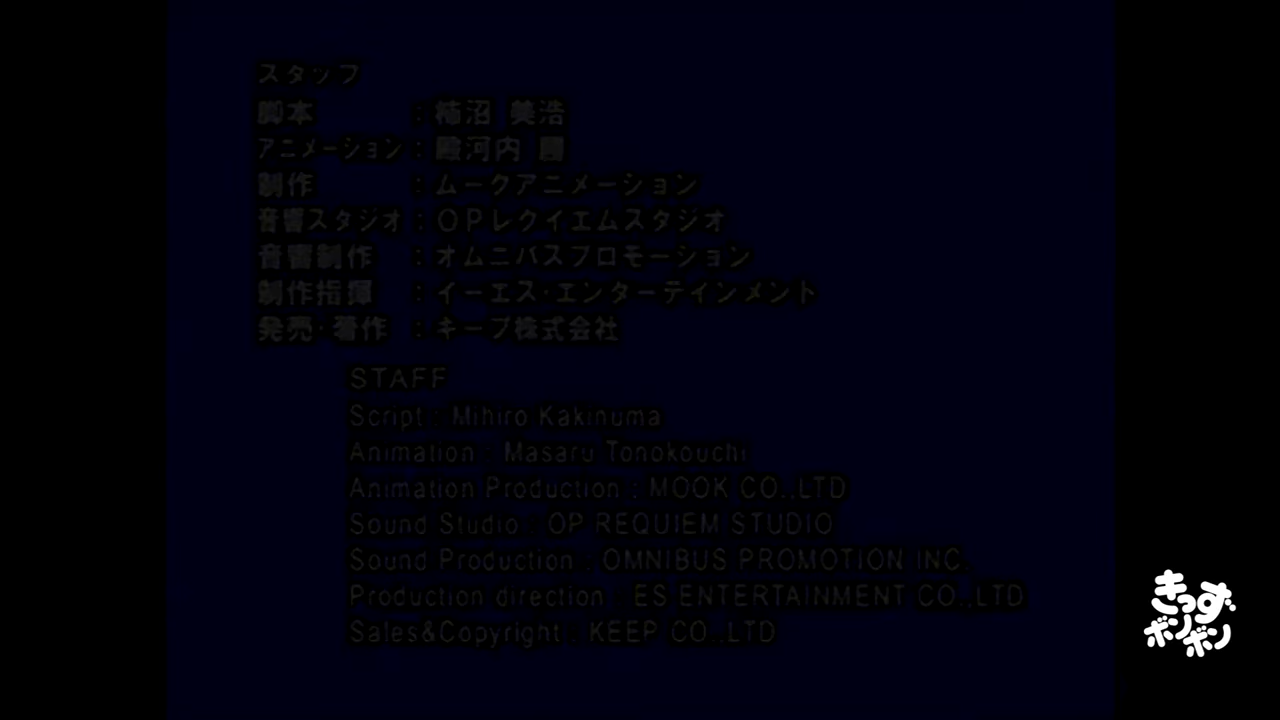 スタッフ
脚本 : 柿沼 美浩
アニメーション : 殿河内 勝
制作 : ムークアニメーション
音響スタジオ : OPレクイエムスタジオ
音響制作 : オムニバスプロモーション
制作指揮 : イーエス・エンターテインメント
発売・著作 : キープ株式会社
STAFF
Script : Mihiro Kakinuma
Animation : Masaru Tonokouchi
Animation Production : MOOK CO.,LTD
Sound Studio : OP REQUIEM STUDIO
Sound Production : OMNIBUS PROMOTION INC.
Production direction : ES ENTERTAINMENT CO.,LTD
Sales&Copyright : KEEP CO.,LTD
きっず
ボンボン